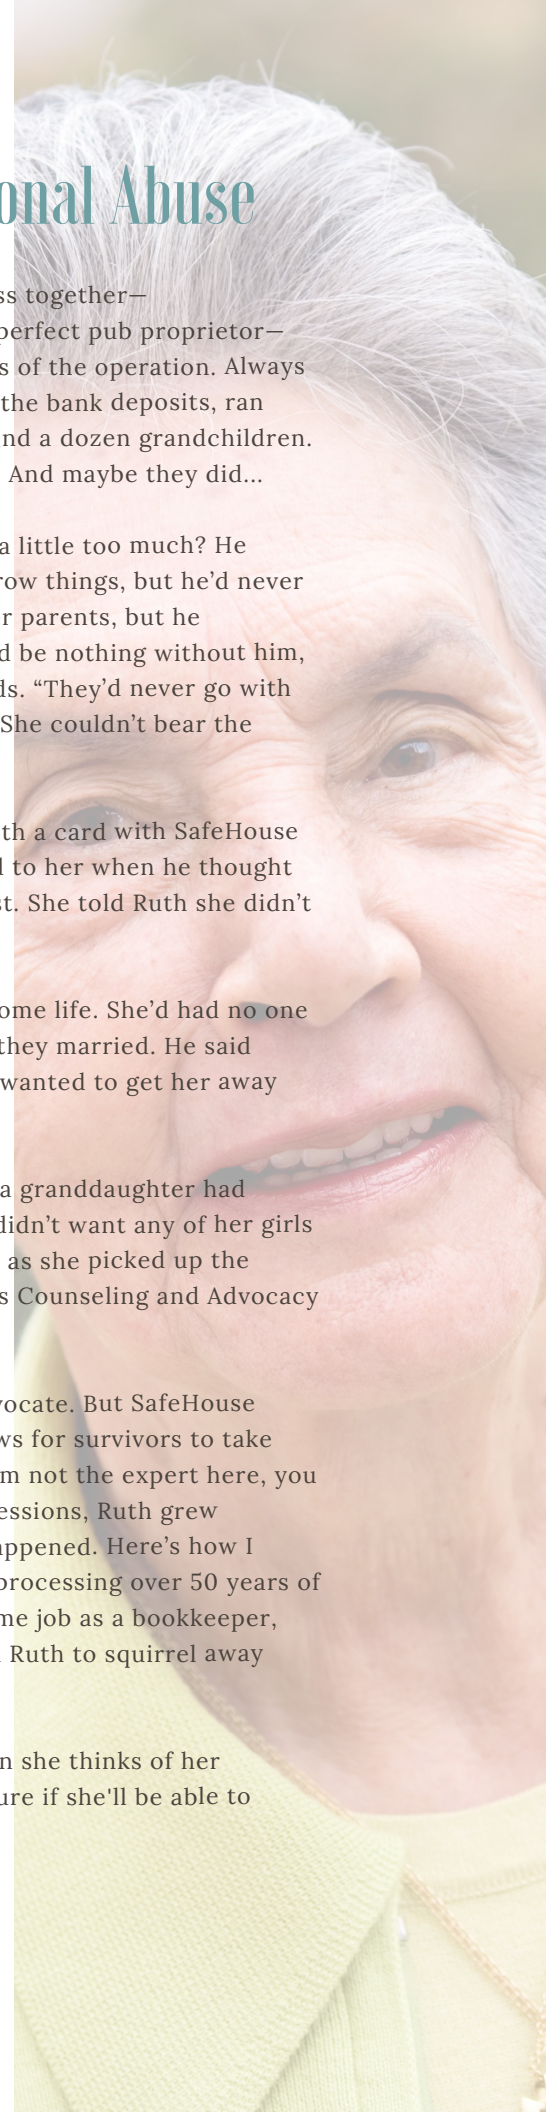 onal Abuse
ss together—
perfect pub proprietor—
s of the operation. Always
the bank deposits, ran
nd a dozen grandchildren.
And maybe they did...
a little too much? He
row things, but he’d never
r parents, but he
d be nothing without him,
ds. “They’d never go with
She couldn’t bear the
th a card with SafeHouse
l to her when he thought
st. She told Ruth she didn’t
ome life. She’d had no one
they married. He said
wanted to get her away
a granddaughter had
didn’t want any of her girls
as she picked up the
s Counseling and Advocacy
vocate. But SafeHouse
ws for survivors to take
m not the expert here, you
essions, Ruth grew
appened. Here’s how I
processing over 50 years of
me job as a bookkeeper,
Ruth to squirrel away
n she thinks of her
ure if she'll be able to